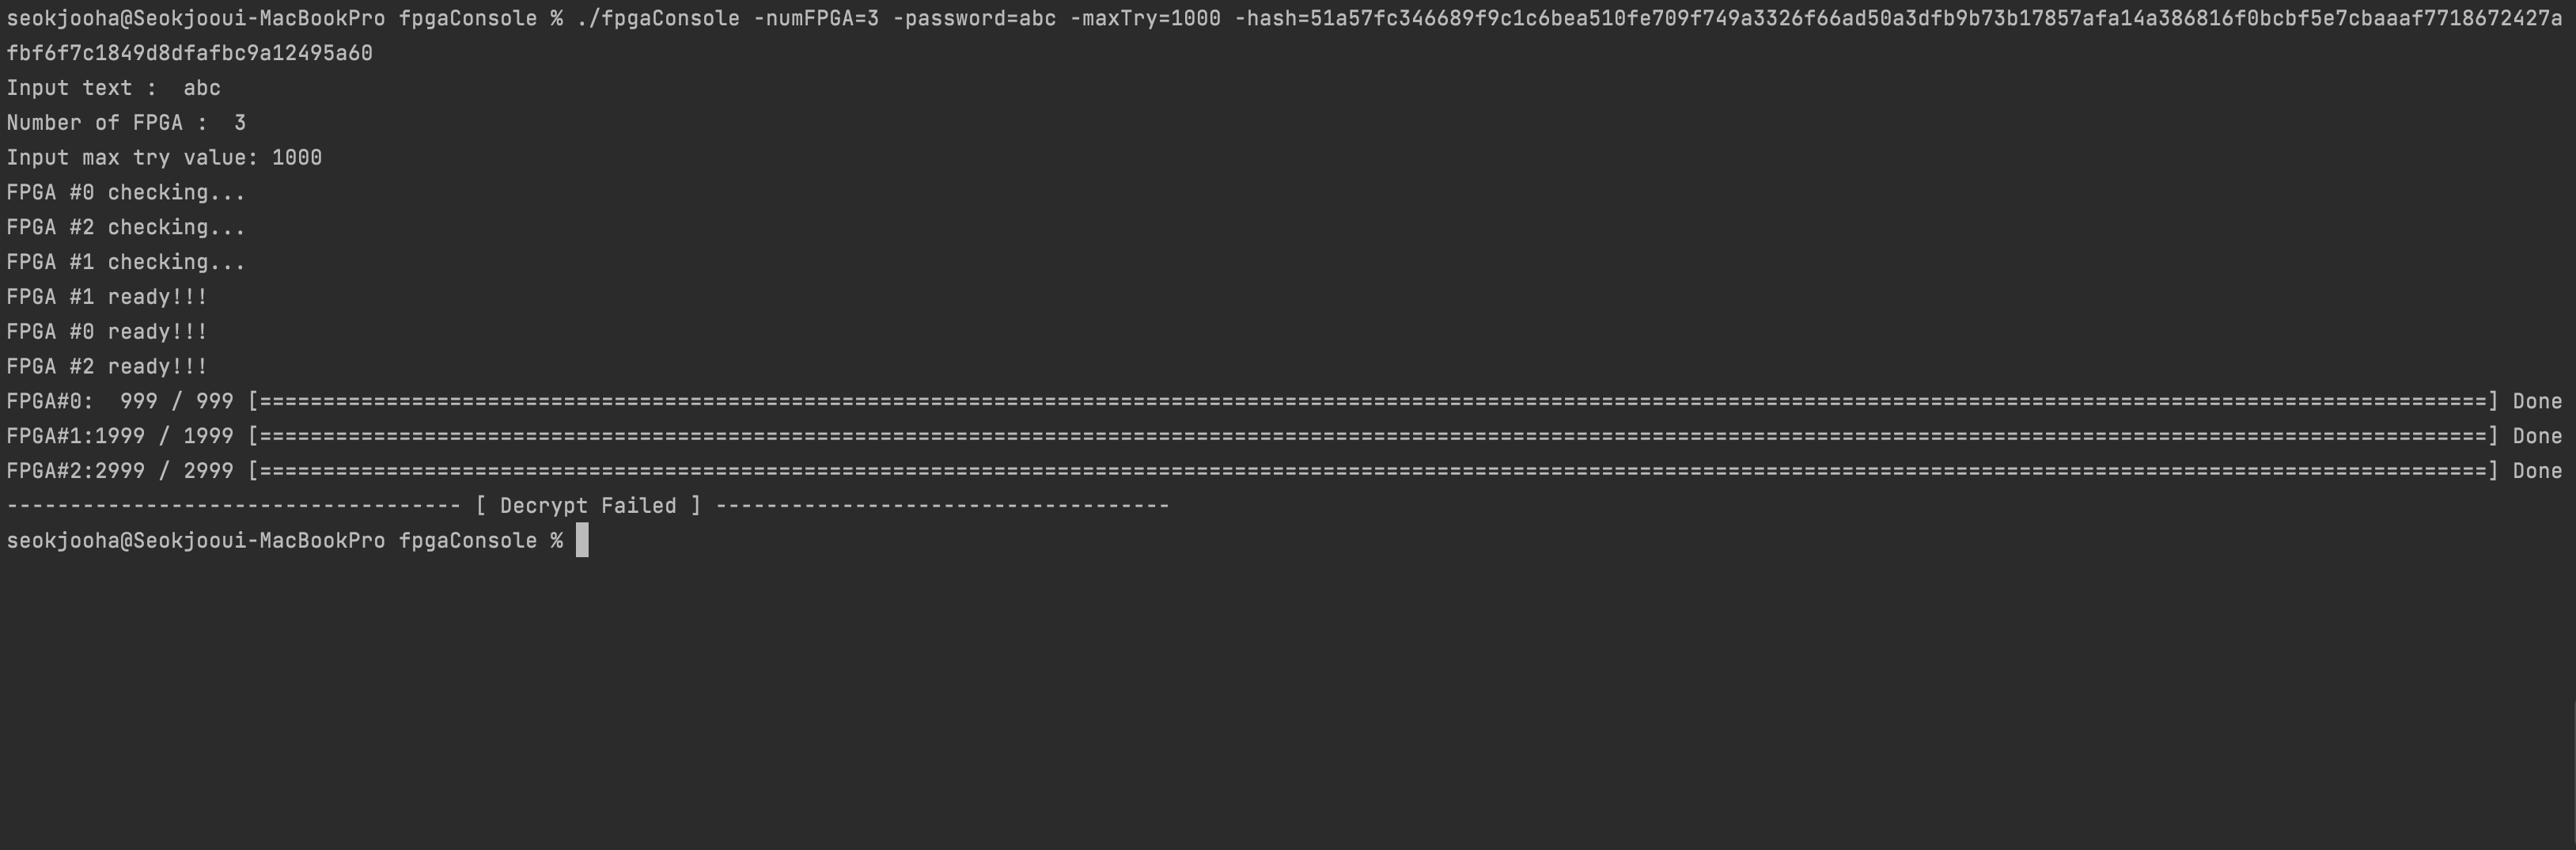 seokjooha@Seokjooui-MacBookPro fpgaConsole % ./fpgaConsole -numFPGA=3 -password=abc -maxTry=1000 -hash=51a57fc346689f9c1c6bea510fe709f749a3326f66ad50a3dfb9b73b17857afa14a386816f0bcbf5e7cbaaaf7718672427a
fbf6f7c1849d8dfafbc9a12495a60
Input text :  abc
Number of FPGA :  3
Input max try value: 1000
FPGA #0 checking...
FPGA #2 checking...
FPGA #1 checking...
FPGA #1 ready!!!
FPGA #0 ready!!!
FPGA #2 ready!!!
FPGA#0:  999 / 999 [================================================================================================================================================================================] Done
FPGA#1:1999 / 1999 [================================================================================================================================================================================] Done
FPGA#2:2999 / 2999 [================================================================================================================================================================================] Done
------------------------------------ [ Decrypt Failed ] ------------------------------------
seokjooha@Seokjooui-MacBookPro fpgaConsole %